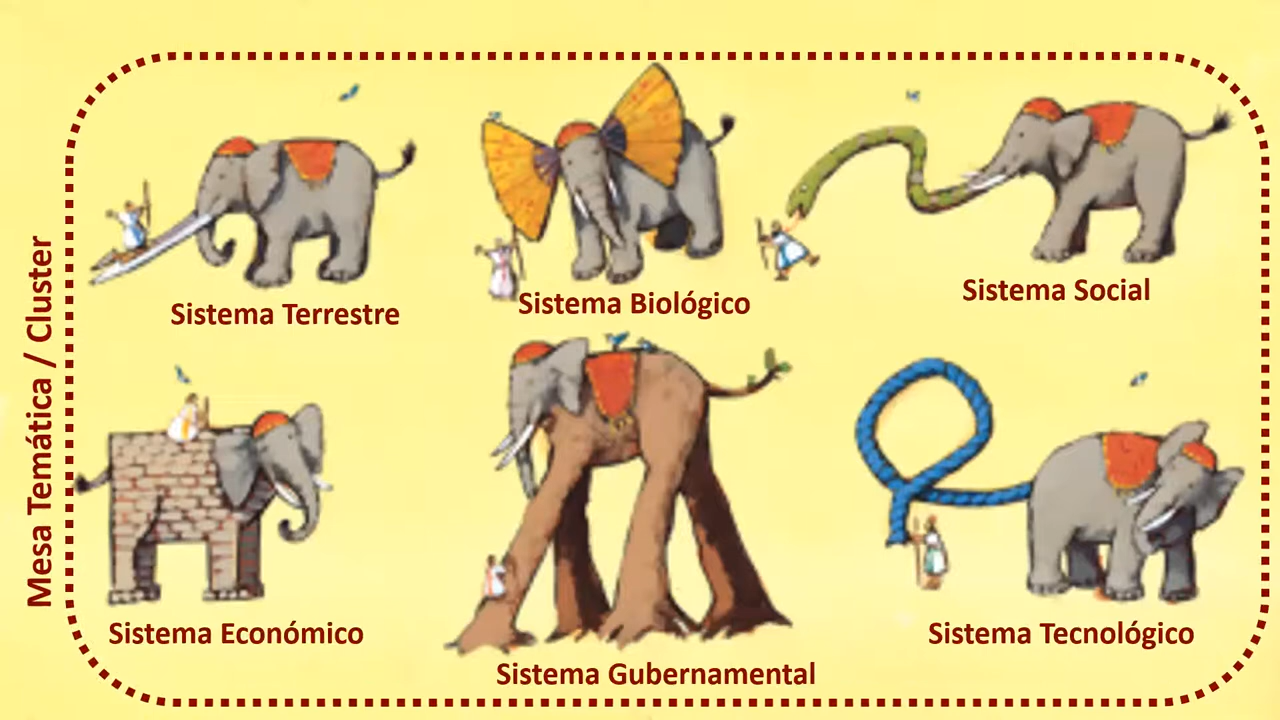 Mesa Temática / Cluster
Sistema Terrestre
Sistema Biológico
Sistema Social
Sistema Económico
Sistema Gubernamental
Sistema Tecnológico